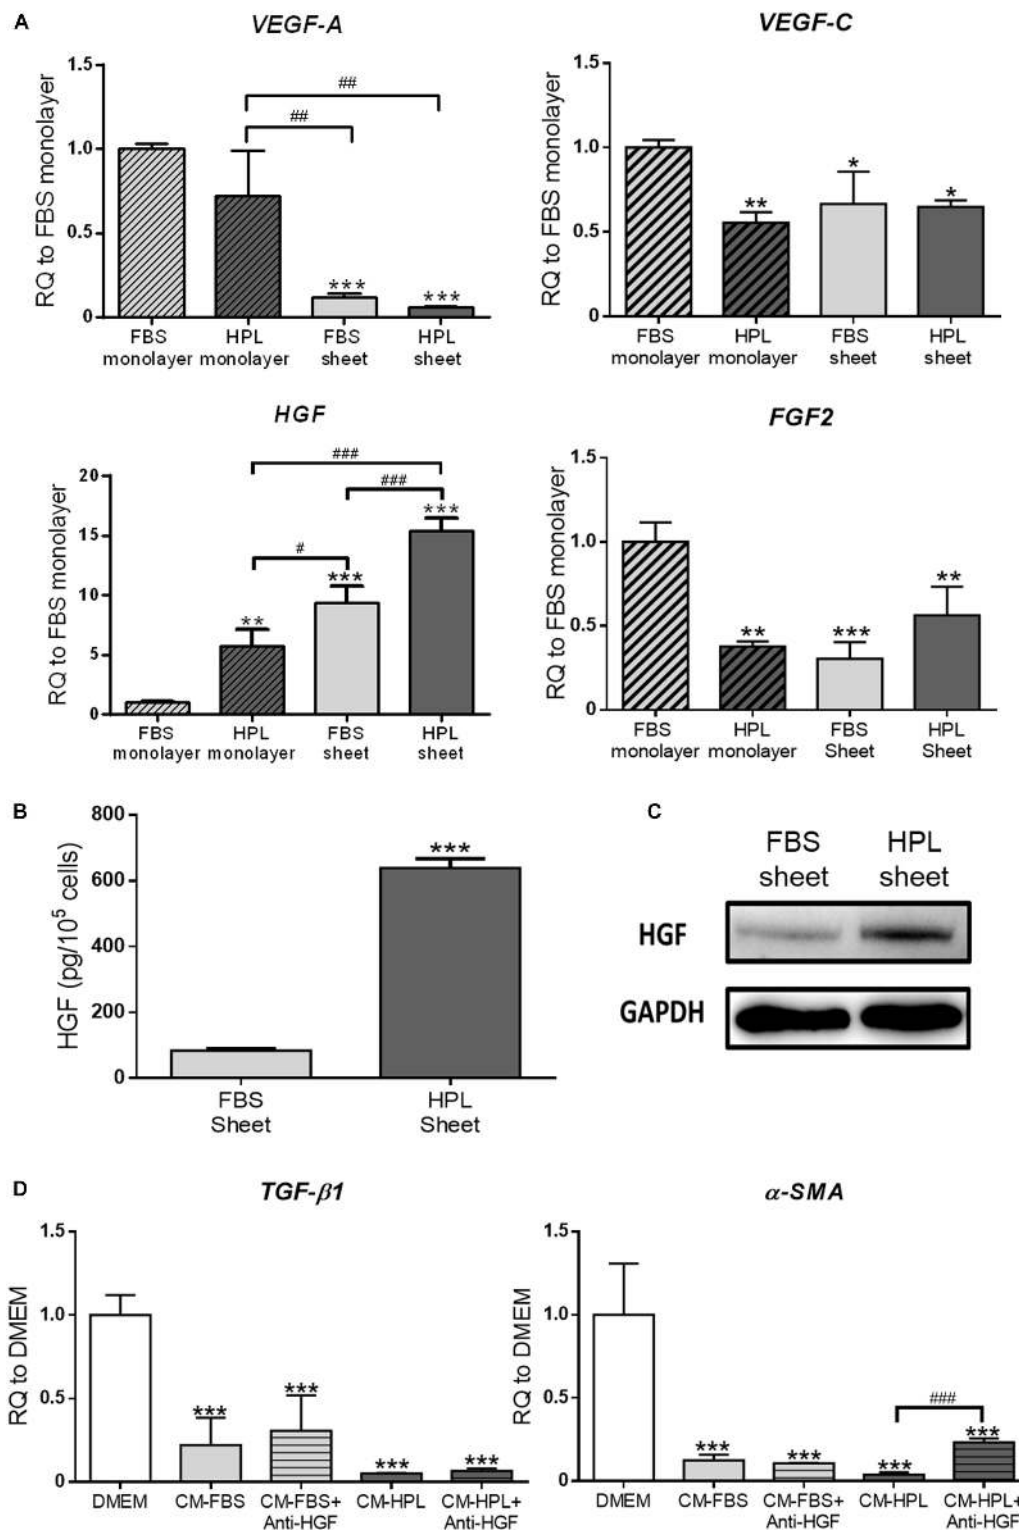 A
VEGF-A
RQ to FBS monolayer
1.5
1.0
0.5
0
##
##
***
***
FBS monolayer
HPL monolayer
FBS sheet
HPL sheet
VEGF-C
RQ to FBS monolayer
1.5
1.0
0.5
0
**
*
*
FBS monolayer
HPL monolayer
FBS sheet
HPL sheet
HGF
RQ to FBS monolayer
20
15
10
5
0
###
###
#
**
***
***
FBS monolayer
HPL monolayer
FBS sheet
HPL sheet
FGF2
RQ to FBS monolayer
1.5
1.0
0.5
0
**
***
**
FBS monolayer
HPL monolayer
FBS Sheet
HPL Sheet
B
HGF (pg/10⁵ cells)
800
600
400
200
0
***
FBS Sheet
HPL Sheet
C
FBS sheet
HPL sheet
HGF
GAPDH
D
TGF-β1
RQ to DMEM
1.5
1.0
0.5
0
***
***
***
***
DMEM
CM-FBS
CM-FBS+ Anti-HGF
CM-HPL
CM-HPL+ Anti-HGF
α-SMA
RQ to DMEM
1.5
1.0
0.5
0
###
***
***
***
***
DMEM
CM-FBS
CM-FBS+ Anti-HGF
CM-HPL
CM-HPL+ Anti-HGF